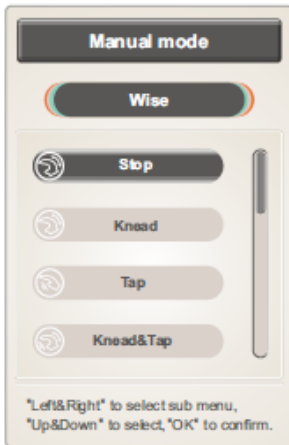 Manual mode
Wise
Stop
Knead
Tap
Knead&Tap
"Left&Right" to select sub menu,
"Up&Down" to select, "OK" to confirm.